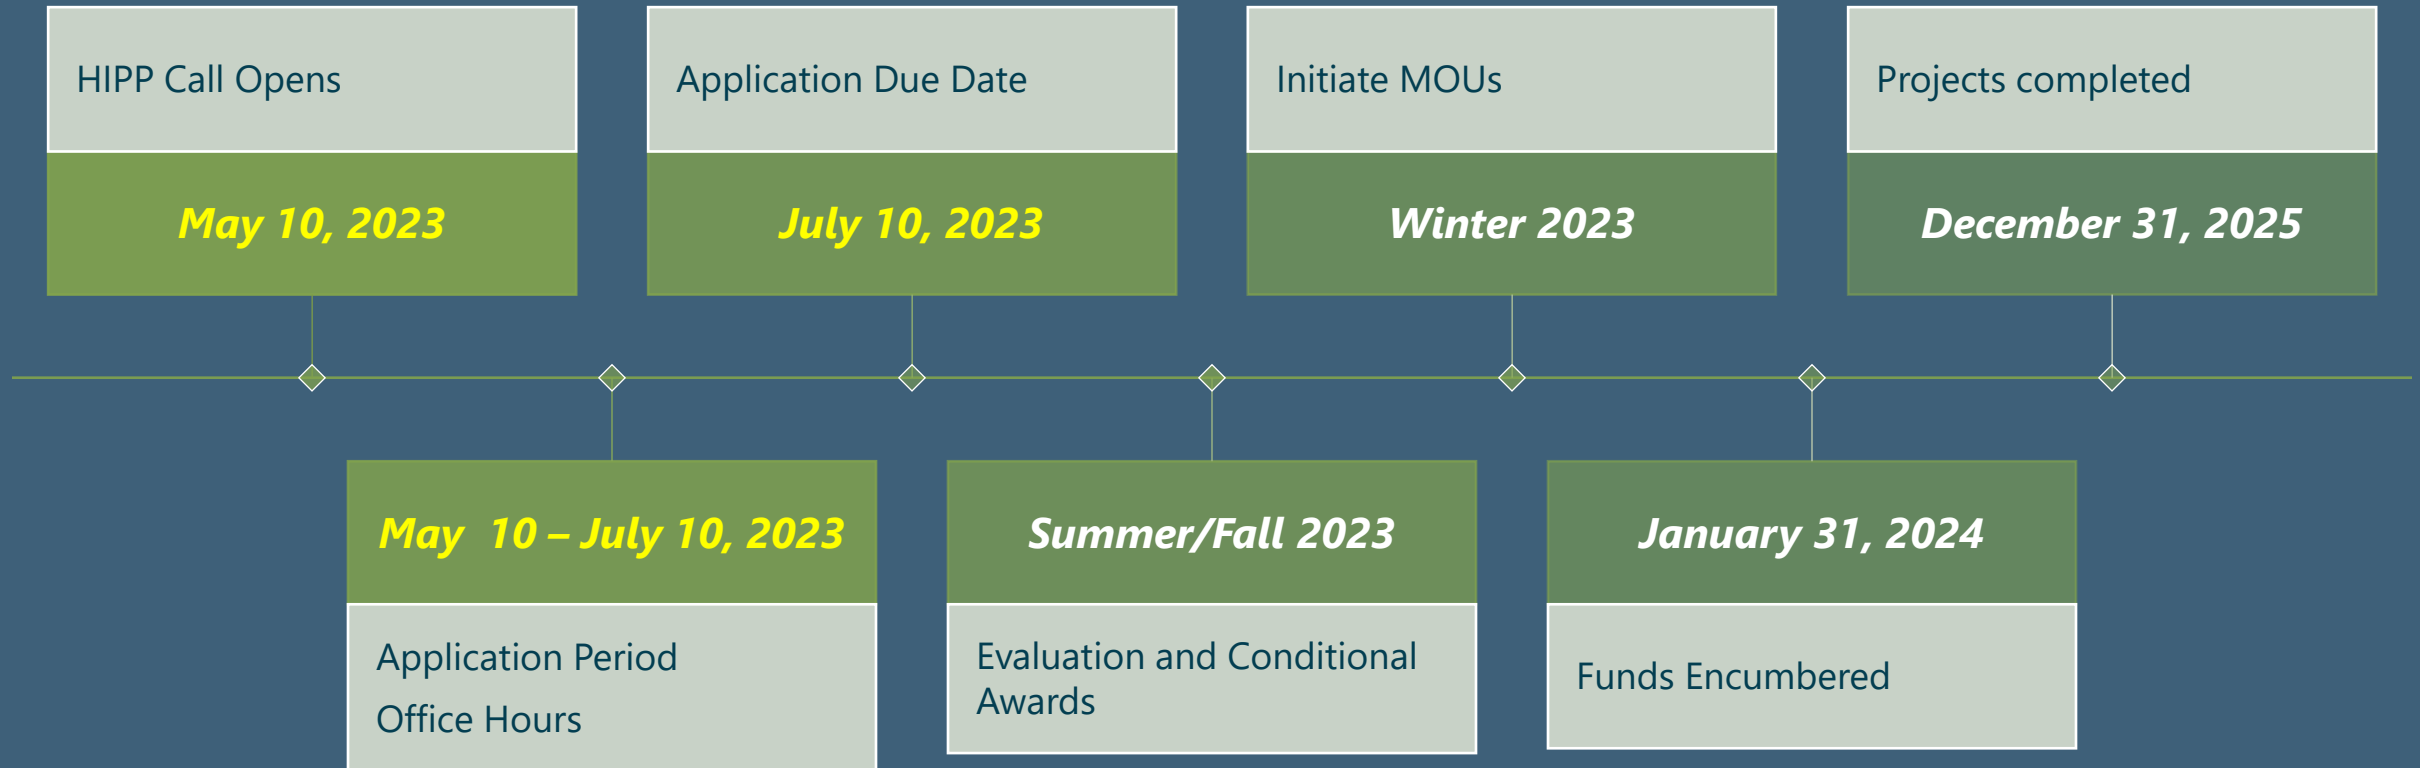 HIPP Call Opens
May 10, 2023
May  10 – July 10, 2023
Application Period
Office Hours
Application Due Date
July 10, 2023
Summer/Fall 2023
Evaluation and Conditional
Awards
Initiate MOUs
Winter 2023
January 31, 2024
Funds Encumbered
Projects completed
December 31, 2025